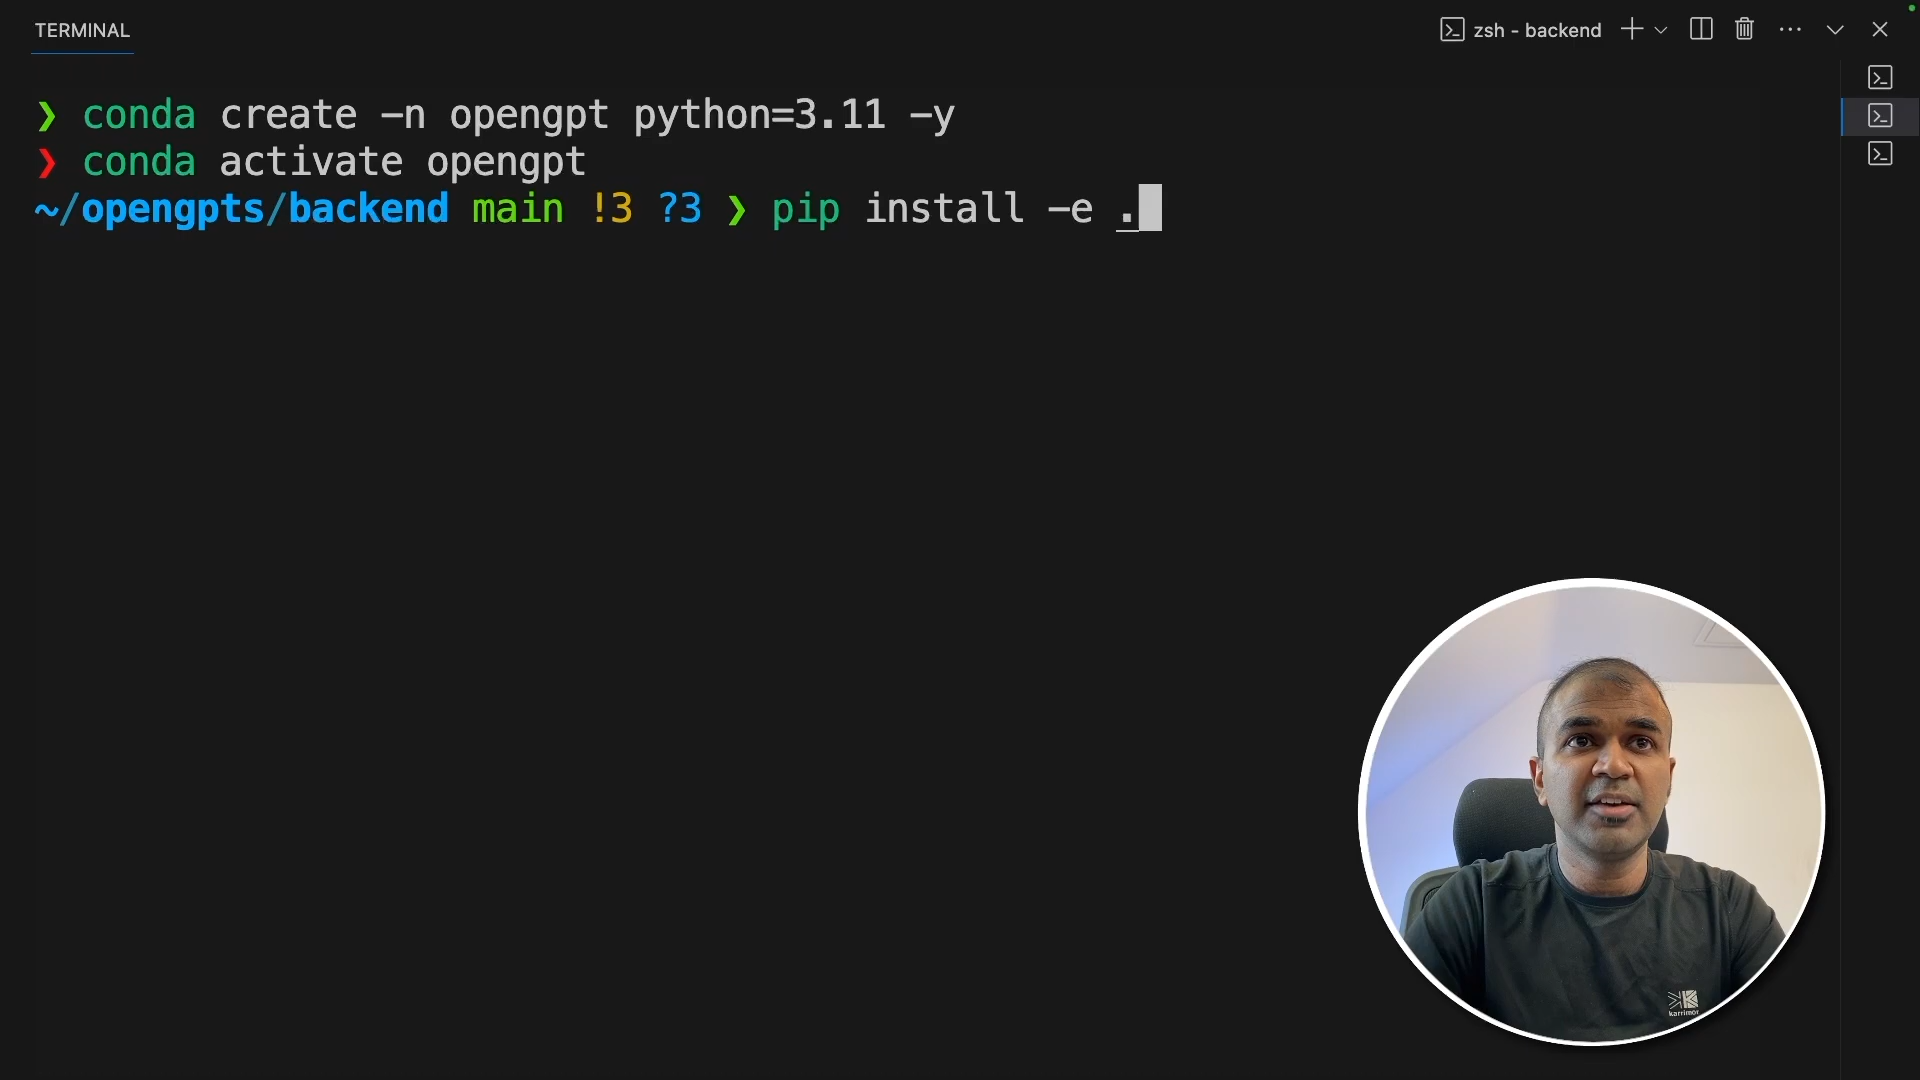 TERMINAL
zsh - backend
❯ conda create -n opengpt python=3.11 -y
❯ conda activate opengpt
~/opengpts/backend main !3 ?3 ❯ pip install -e .
karrimor